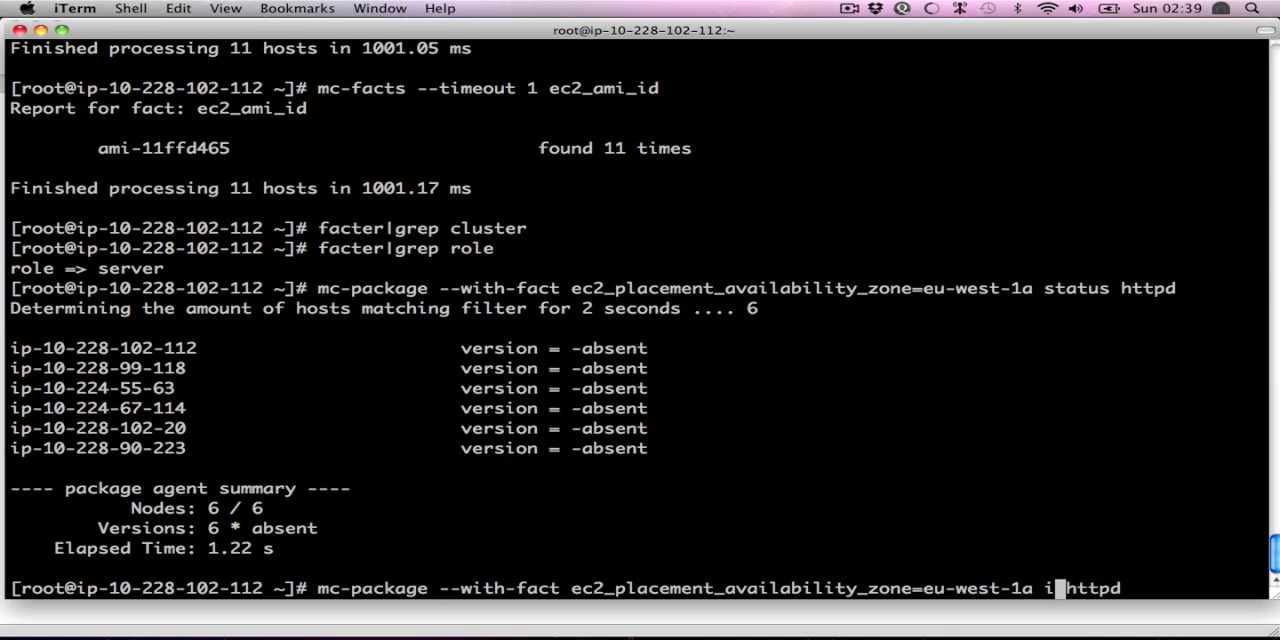 iTerm Shell Edit View Bookmarks Window Help Sun 02:39
root@ip-10-228-102-112:~
Finished processing 11 hosts in 1001.05 ms
[root@ip-10-228-102-112 ~]# mc-facts --timeout 1 ec2_ami_id
Report for fact: ec2_ami_id
ami-11ffd465 found 11 times
Finished processing 11 hosts in 1001.17 ms
[root@ip-10-228-102-112 ~]# facter|grep cluster
[root@ip-10-228-102-112 ~]# facter|grep role
role => server
[root@ip-10-228-102-112 ~]# mc-package --with-fact ec2_placement_availability_zone=eu-west-1a status httpd
Determining the amount of hosts matching filter for 2 seconds .... 6
ip-10-228-102-112 version = -absent
ip-10-228-99-118 version = -absent
ip-10-224-55-63 version = -absent
ip-10-224-67-114 version = -absent
ip-10-228-102-20 version = -absent
ip-10-228-90-223 version = -absent
---- package agent summary ----
Nodes: 6 / 6
Versions: 6 * absent
Elapsed Time: 1.22 s
[root@ip-10-228-102-112 ~]# mc-package --with-fact ec2_placement_availability_zone=eu-west-1a i httpd